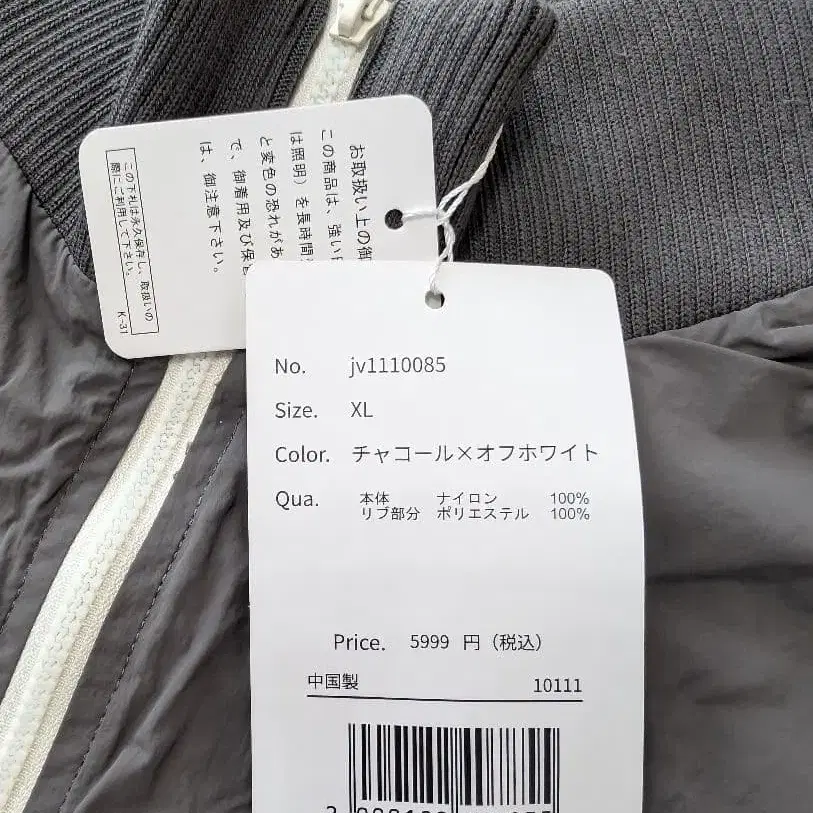 お取扱い上の御
この商品は、強い
は照明）を長時間
と変色の恐れがあ
で、御着用及び保
は、御注意下さい。
この下札は永久保存し、取扱いの
際にご利用して下さい。
K-31
No. jv1110085
Size. XL
Color. チャコール×オフホワイト
Qua. 本体 ナイロン 100%
リブ部分 ポリエステル 100%
Price. 5999 円（税込）
中国製 10111